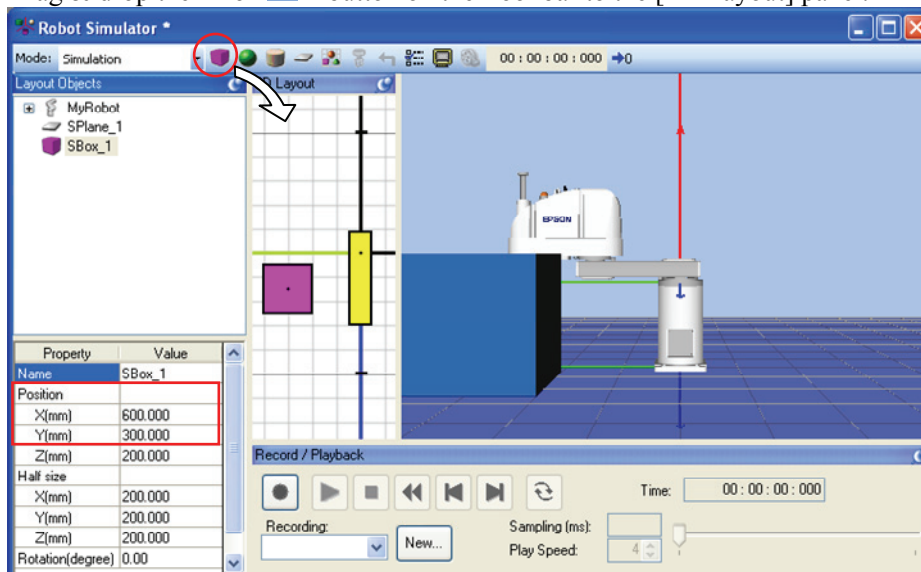 Robot Simulator *
Mode: Simulation
00 : 00 : 00 : 000
0
Layout Objects
Layout
MyRobot
SPlane_1
SBox_1
EPSON
Property Value
Name SBox_1
Position
X(mm) 600.000
Y(mm) 300.000
Z(mm) 200.000
Half size
X(mm) 200.000
Y(mm) 200.000
Z(mm) 200.000
Rotation(degree) 0.00
Record / Playback
Time: 00 : 00 : 00 : 000
Recording:
New...
Sampling (ms):
Play Speed: 4